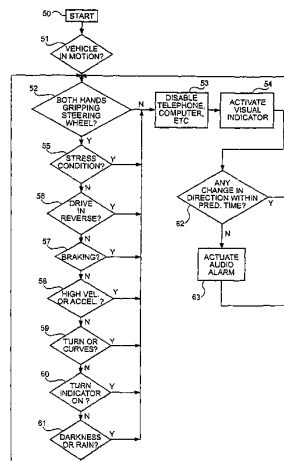 50
START
51
VEHICLE
IN MOTION?
52
BOTH HANDS
GRIPPING
STEERING
WHEEL?
N
53
DISABLE
TELEPHONE,
COMPUTER,
ETC
54
ACTIVATE
VISUAL
INDICATOR
Y
55
STRESS
CONDITION?
Y
N
56
DRIVE
IN
REVERSE?
Y
N
57
BRAKING?
Y
N
58
HIGH VEL.
OR ACCEL. ?
Y
N
59
TURN OR
CURVES?
Y
N
60
TURN
INDICATOR
ON ?
Y
N
61
DARKNESS
OR RAIN?
Y
N
ANY
CHANGE IN
DIRECTION WITHIN
PRED. TIME?
62
Y
N
ACTUATE
AUDIO
ALARM
63